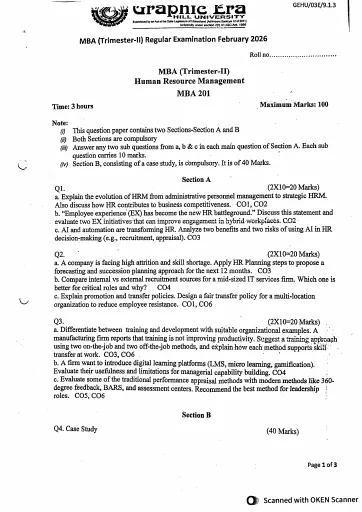 GEHU/03E/9.1.3
Graphic Era
HILL UNIVERSITY
MBA (Trimester-II) Regular Examination February 2026
Roll no..............................
MBA (Trimester-II)
Human Resource Management
MBA 201
Time: 3 hours
Maximum Marks: 100
Note:
(i) This question paper contains two Sections-Section A and B
(ii) Both Sections are compulsory
(iii) Answer any two sub questions from a, b & c in each main question of Section A. Each sub
question carries 10 marks.
(iv) Section B, consisting of a case study, is compulsory. It is of 40 Marks.
Section A
Q1. (2X10=20 Marks)
a. Explain the evolution of HRM from administrative personnel management to strategic HRM.
Also discuss how HR contributes to business competitiveness. CO1, CO2
b. "Employee experience (EX) has become the new HR battleground." Discuss this statement and
evaluate two EX initiatives that can improve engagement in hybrid workplaces. CO2
c. AI and automation are transforming HR. Analyze two benefits and two risks of using AI in HR
decision-making (e.g., recruitment, appraisal). CO3
Q2. (2X10=20 Marks)
a. A company is facing high attrition and skill shortage. Apply HR Planning steps to propose a
forecasting and succession planning approach for the next 12 months. CO3
b. Compare internal vs external recruitment sources for a mid-sized IT services firm. Which one is
better for critical roles and why? CO4
c. Explain promotion and transfer policies. Design a fair transfer policy for a multi-location
organization to reduce employee resistance. CO1, CO6
Q3. (2X10=20 Marks)
a. Differentiate between training and development with suitable organizational examples. A
manufacturing firm reports that training is not improving productivity. Suggest a training approach
using two on-the-job and two off-the-job methods, and explain how each method supports skill
transfer at work. CO3, CO6
b. A firm want to introduce digital learning platforms (LMS, micro learning, gamification).
Evaluate their usefulness and limitations for managerial capability building. CO4
c. Evaluate some of the traditional performance appraisal methods with modern methods like 360-
degree feedback, BARS, and assessment centers. Recommend the best method for leadership
roles. CO5, CO6
Section B
Q4. Case Study (40 Marks)
Page 1 of 3
Scanned with OKEN Scanner